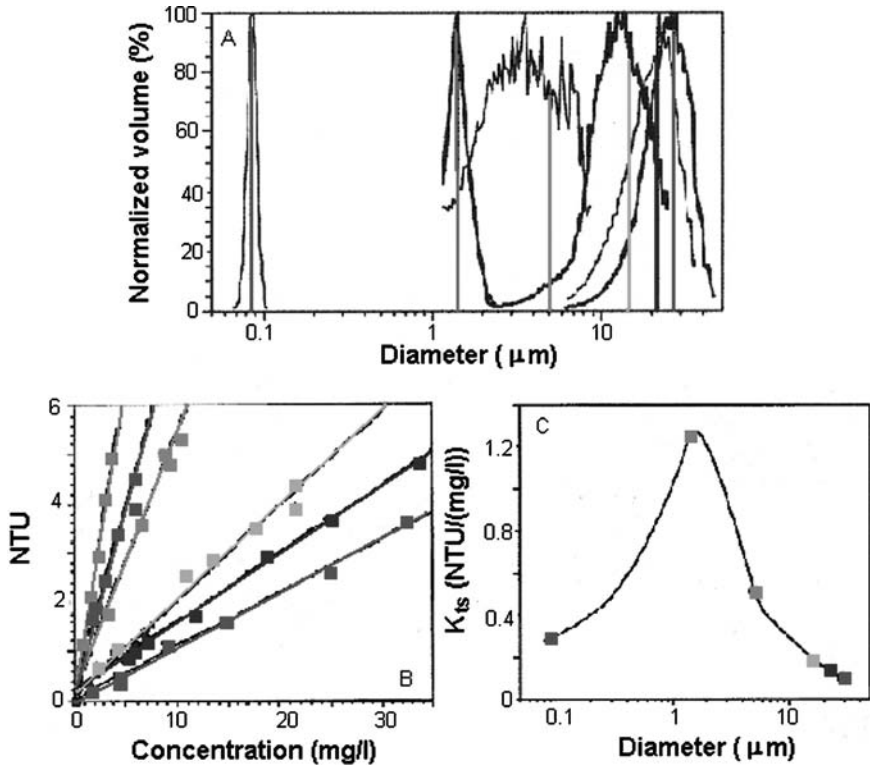 A
Normalized volume (%)
100
80
60
40
20
0
0.1 1 10
Diameter ( μm)
B
NTU
6
4
2
0
0 10 20 30
Concentration (mg/l)
C
K_ts (NTU/(mg/l))
1.2
0.8
0.4
0
0.1 1 10
Diameter ( μm)